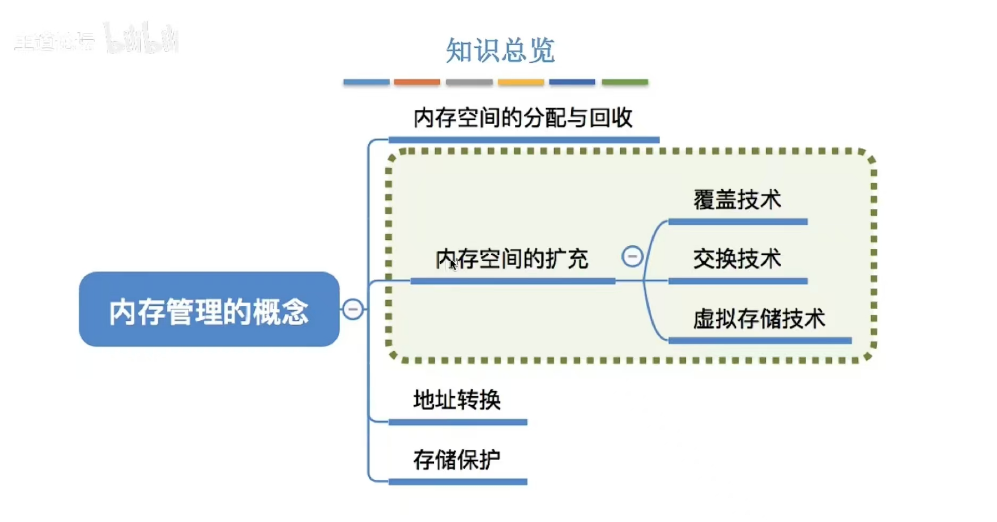 bilibili
知识总览
内存空间的分配与回收
覆盖技术
内存空间的扩充
交换技术
内存管理的概念
虚拟存储技术
地址转换
存储保护